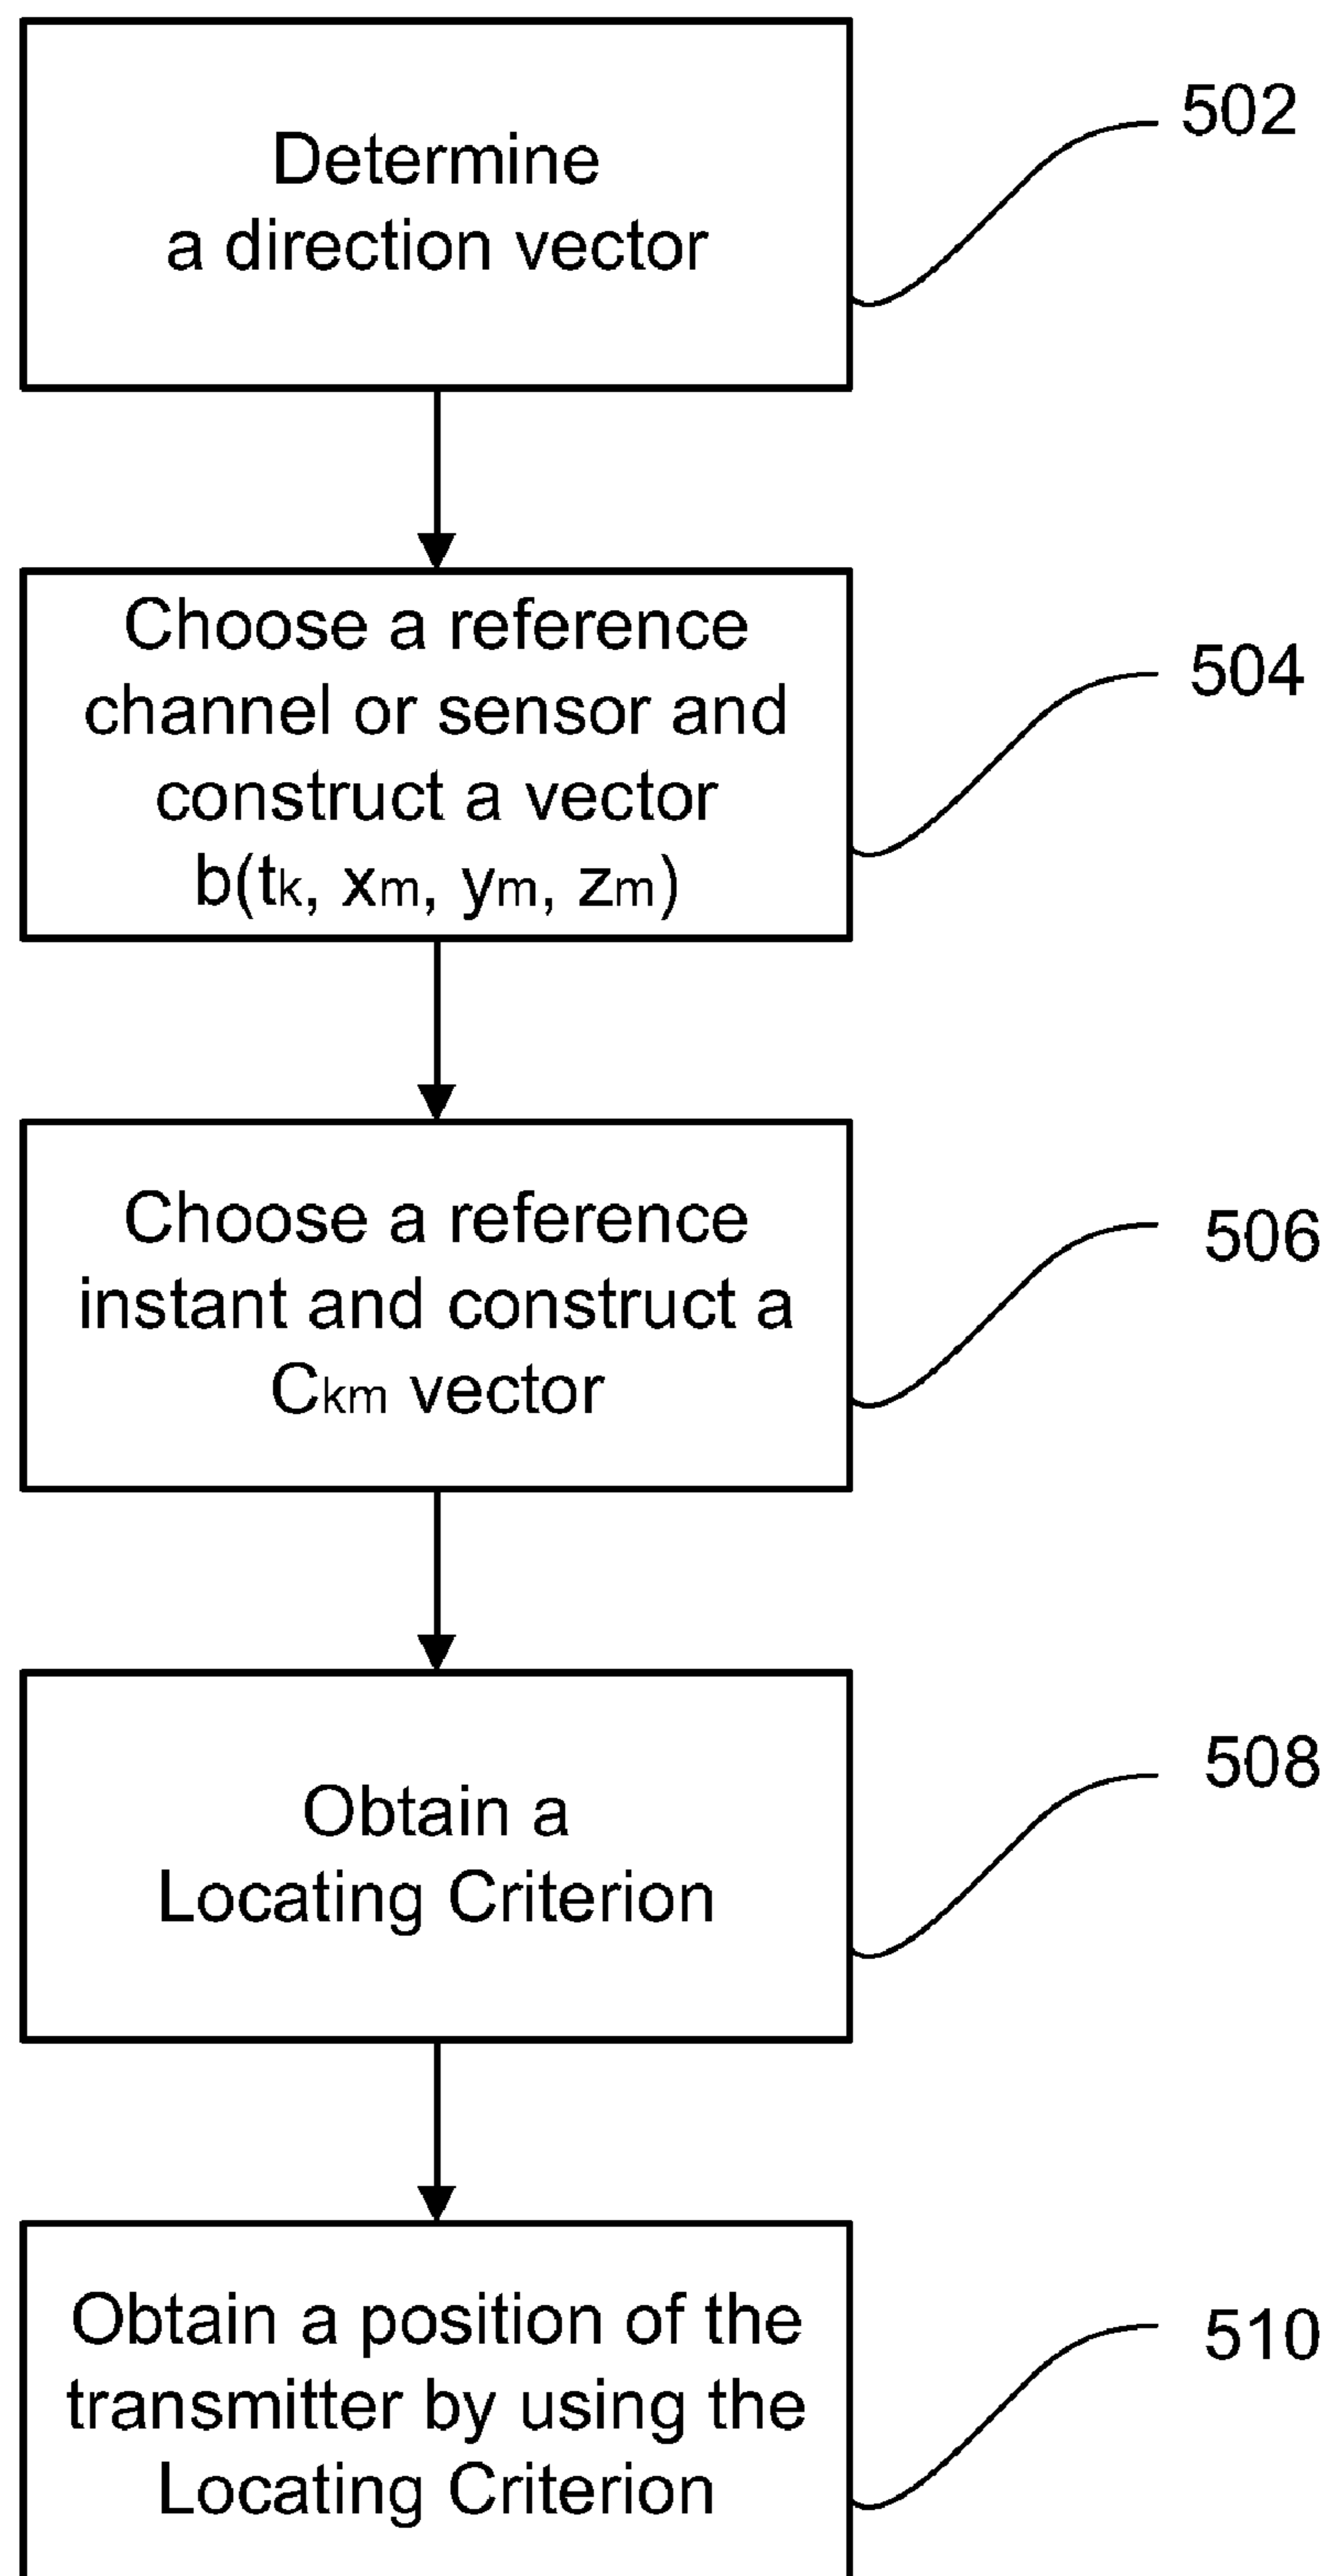 Determine
a direction vector
502
Choose a reference
channel or sensor and
construct a vector
b(tk, xm, ym, zm)
504
Choose a reference
instant and construct a
Ckm vector
506
Obtain a
Locating Criterion
508
Obtain a position of the
transmitter by using the
Locating Criterion
510